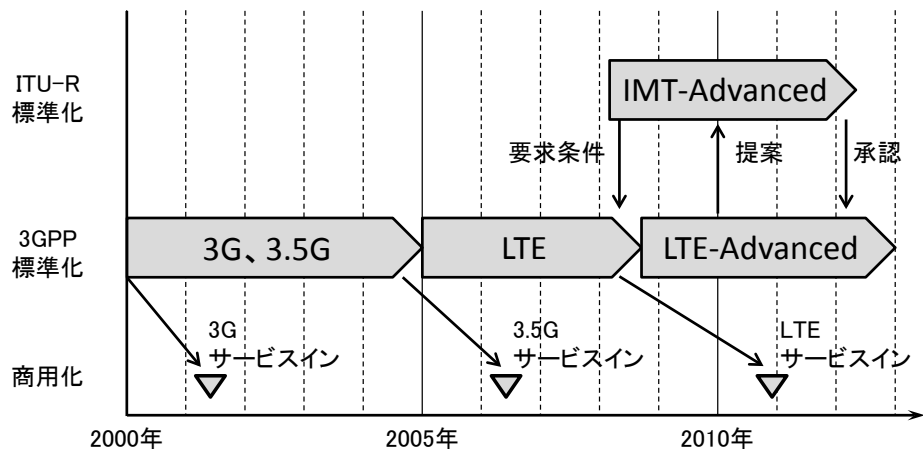 ITU-R
標準化
IMT-Advanced
要求条件
提案
承認
3GPP
標準化
3G、3.5G
LTE
LTE-Advanced
3G
サービスイン
3.5G
サービスイン
LTE
サービスイン
商用化
2000年
2005年
2010年